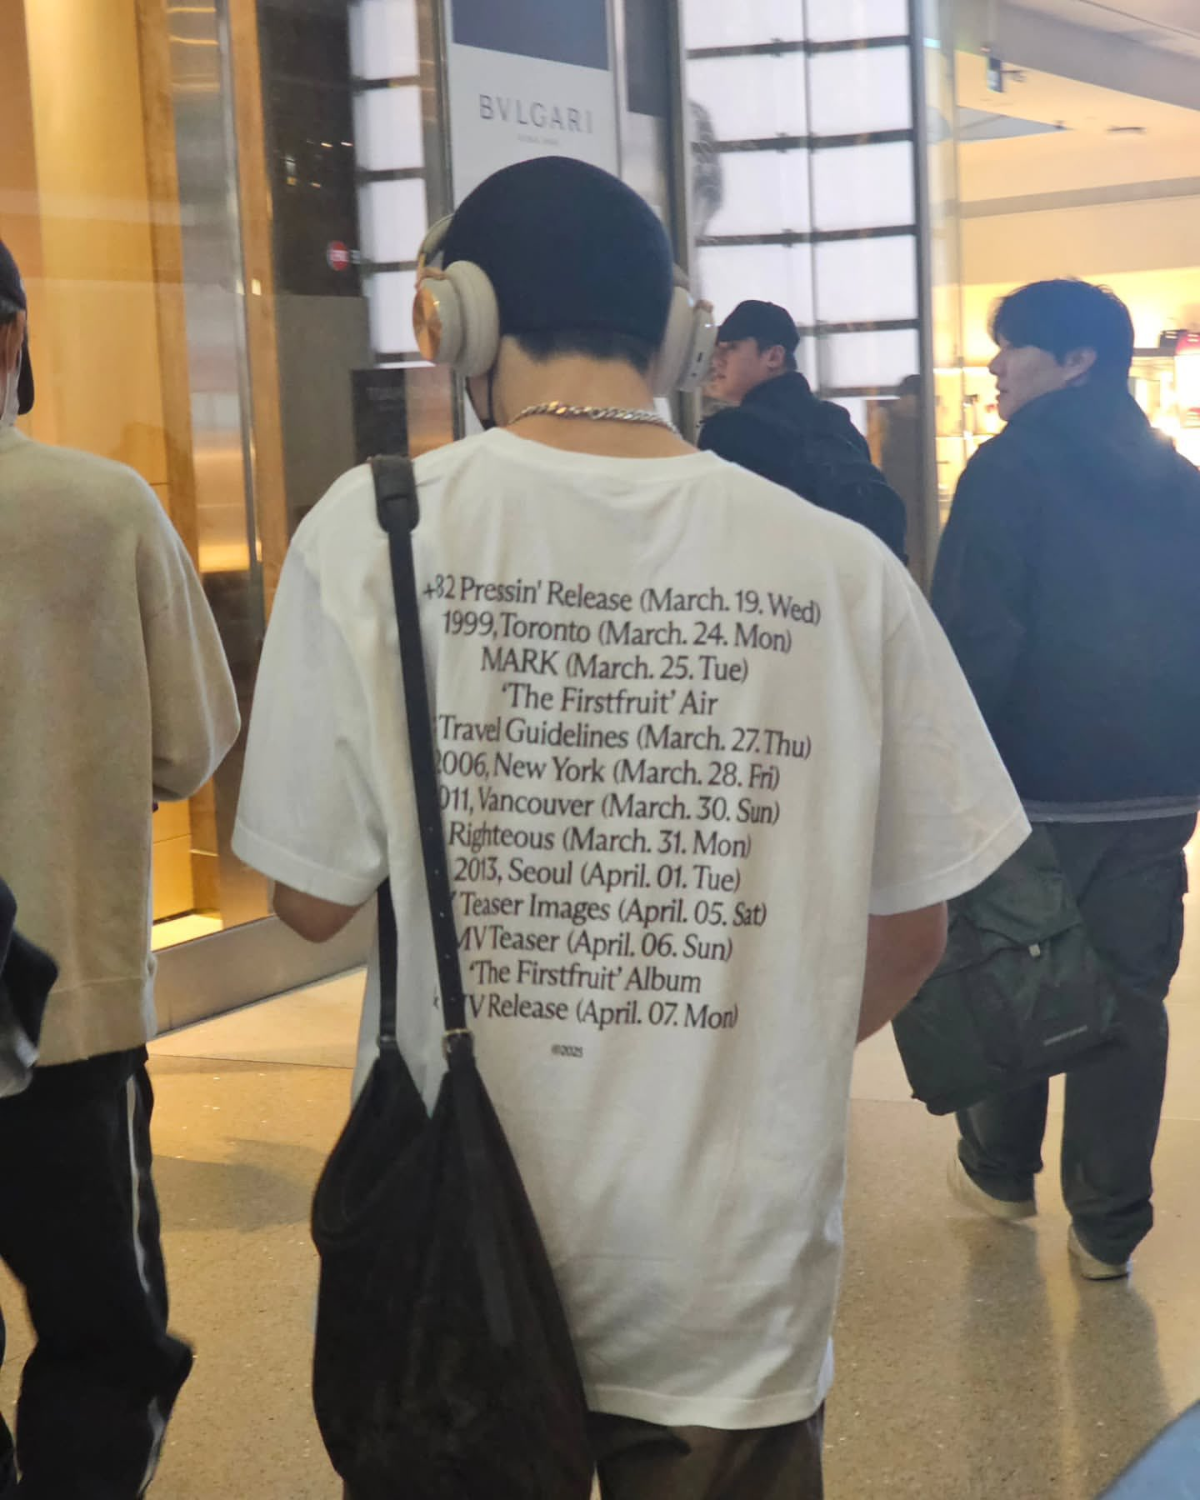 BVLGARI
+82 Pressin' Release (March. 19. Wed)
1999, Toronto (March. 24. Mon)
MARK (March. 25. Tue)
'The Firstfruit' Air
Travel Guidelines (March. 27. Thu)
2006, New York (March. 28. Fri)
011, Vancouver (March. 30. Sun)
Righteous (March. 31. Mon)
2013, Seoul (April. 01. Tue)
Teaser Images (April. 05. Sat)
MV Teaser (April. 06. Sun)
'The Firstfruit' Album
V Release (April. 07. Mon)
©2025